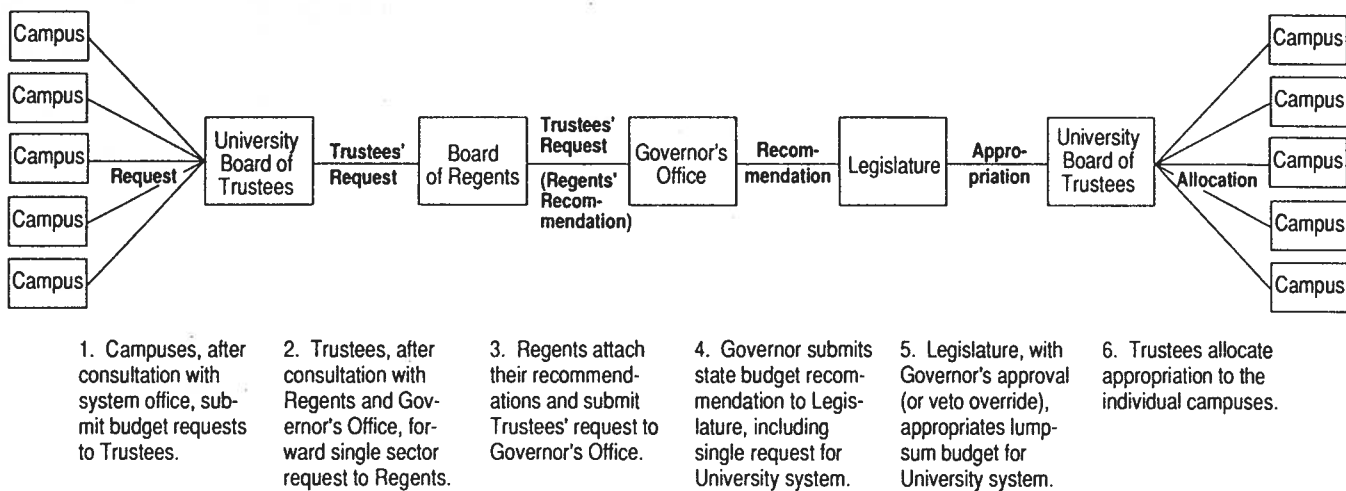 Campus
Campus
Campus
Campus
Campus
Request
University
Board of
Trustees
Trustees'
Request
Board
of Regents
Trustees'
Request
(Regents'
Recom-
mendation)
Governor's
Office
Recom-
mendation
Legislature
Appro-
priation
University
Board of
Trustees
Allocation
Campus
Campus
Campus
Campus
Campus
1. Campuses, after
consultation with
system office, sub-
mit budget requests
to Trustees.
2. Trustees, after
consultation with
Regents and Gov-
ernor's Office, for-
ward single sector
request to Regents.
3. Regents attach
their recommend-
ations and submit
Trustees' request to
Governor's Office.
4. Governor submits
state budget recom-
mendation to Legis-
lature, including
single request for
University system.
5. Legislature, with
Governor's approval
(or veto override),
appropriates lump-
sum budget for
University system.
6. Trustees allocate
appropriation to the
individual campuses.